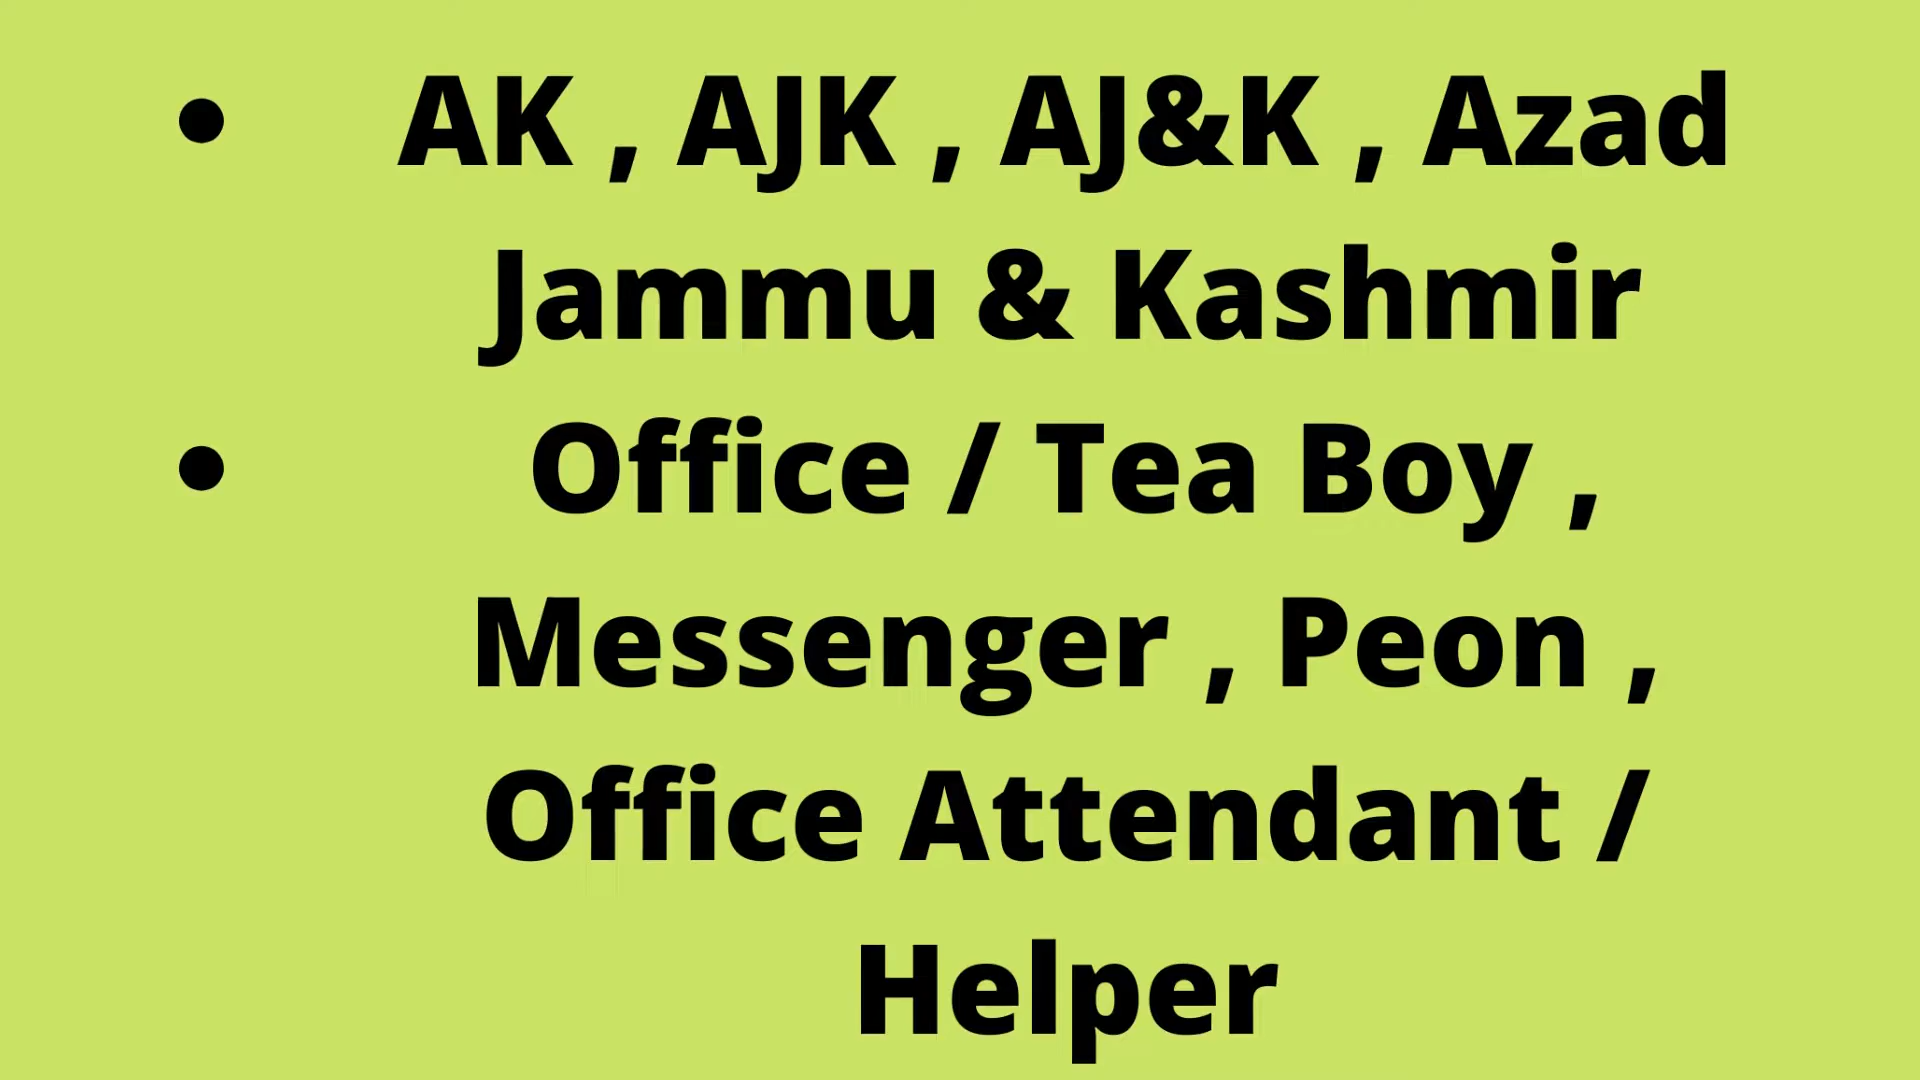 • AK , AJK , AJ&K , Azad
Jammu & Kashmir
• Office / Tea Boy ,
Messenger , Peon ,
Office Attendant /
Helper